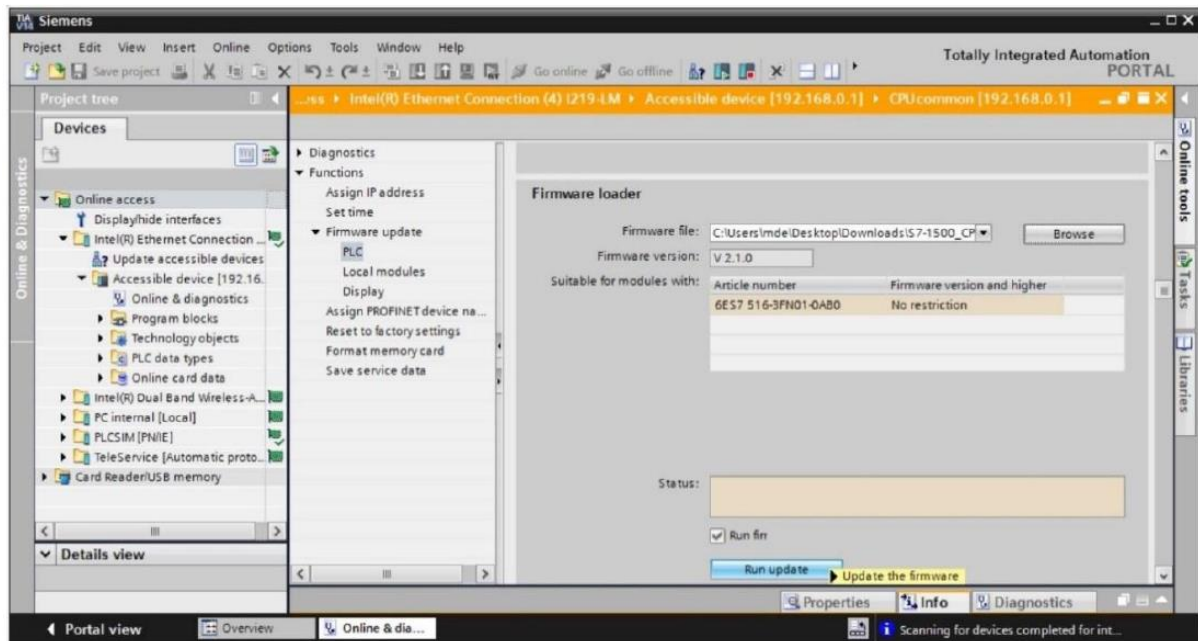 TIA
V14
Siemens
Project Edit View Insert Online Options Tools Window Help
Save project
Go online Go offline
Totally Integrated Automation
PORTAL
Project tree
...ss Intel(R) Ethernet Connection (4) I219-LM Accessible device [192.168.0.1] CPUcommon [192.168.0.1]
Devices
Online & Diagnostics
Online access
Display/hide interfaces
Intel(R) Ethernet Connection ...
Update accessible devices
Accessible device [192.16.
Online & diagnostics
Program blocks
Technology objects
PLC data types
Online card data
Intel(R) Dual Band Wireless-A...
PC internal [Local]
PLCSIM [PN/IE]
TeleService [Automatic proto...
Card Reader/USB memory
Details view
Diagnostics
Functions
Assign IP address
Set time
Firmware update
PLC
Local modules
Display
Assign PROFINET device na...
Reset to factory settings
Format memory card
Save service data
Firmware loader
Firmware file: C:\Users\mde\Desktop\Downloads\S7-1500_CP Browse
Firmware version: V 2.1.0
Suitable for modules with: Article number Firmware version and higher
6ES7 516-3FN01-0AB0 No restriction
Status:
Run firr
Run update
Update the firmware
Online tools
Tasks
Libraries
Properties Info Diagnostics
Portal view Overview Online & dia... Scanning for devices completed for int...